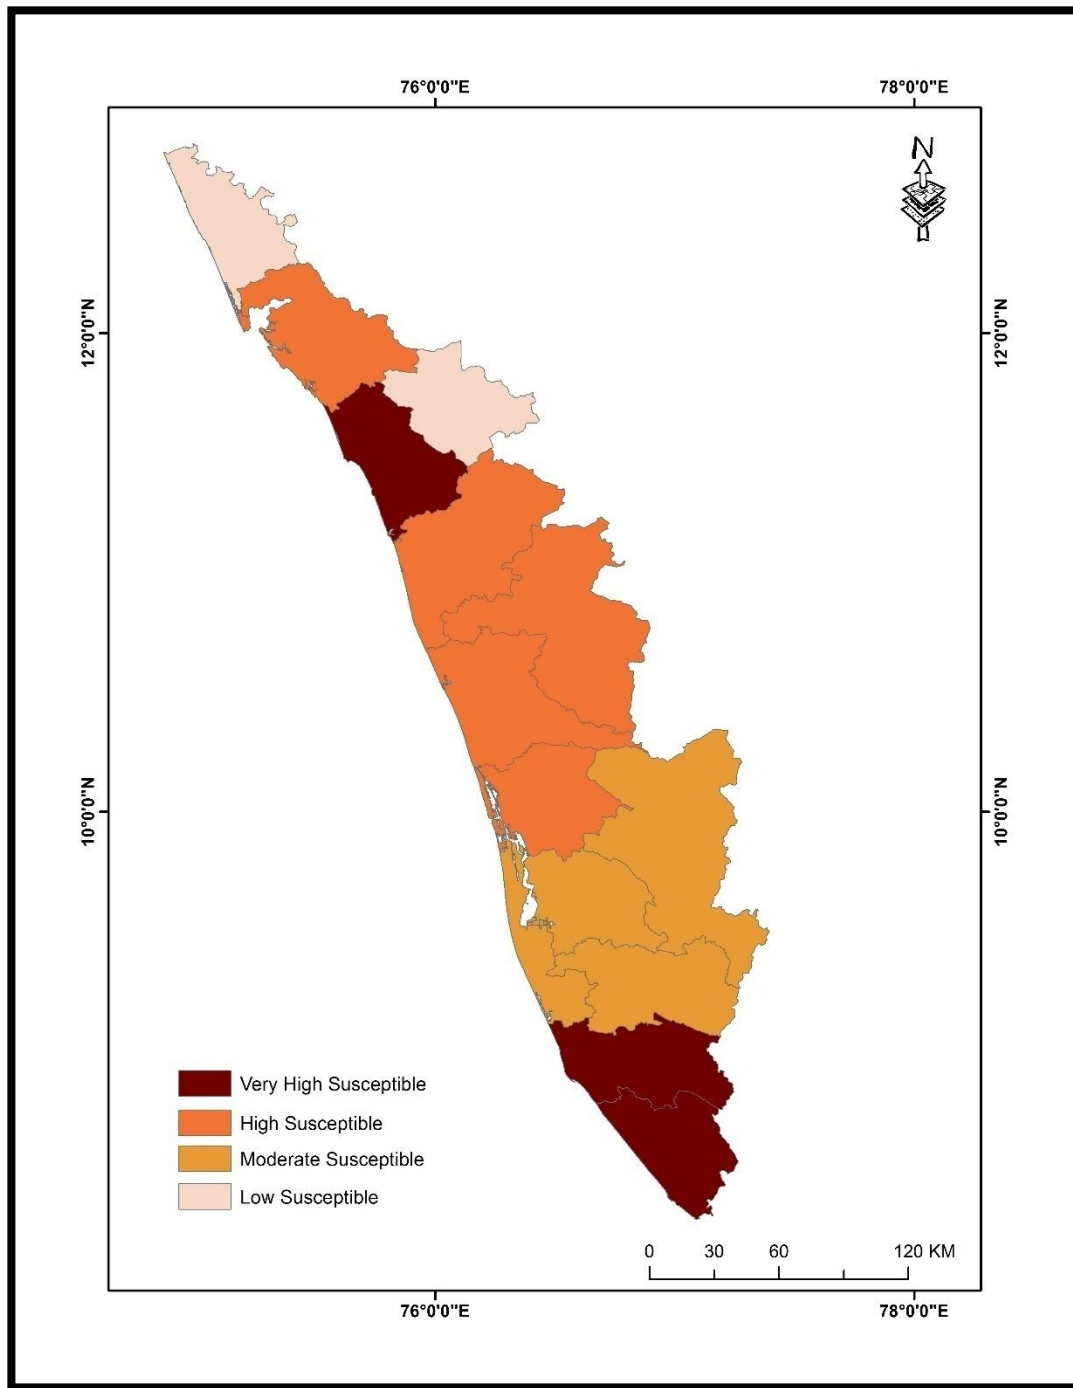 76°0'0"E 78°0'0"E
N
12°0'0"N 12°0'0"N
10°0'0"N 10°0'0"N
Very High Susceptible
High Susceptible
Moderate Susceptible
Low Susceptible
0 30 60 120 KM
76°0'0"E 78°0'0"E